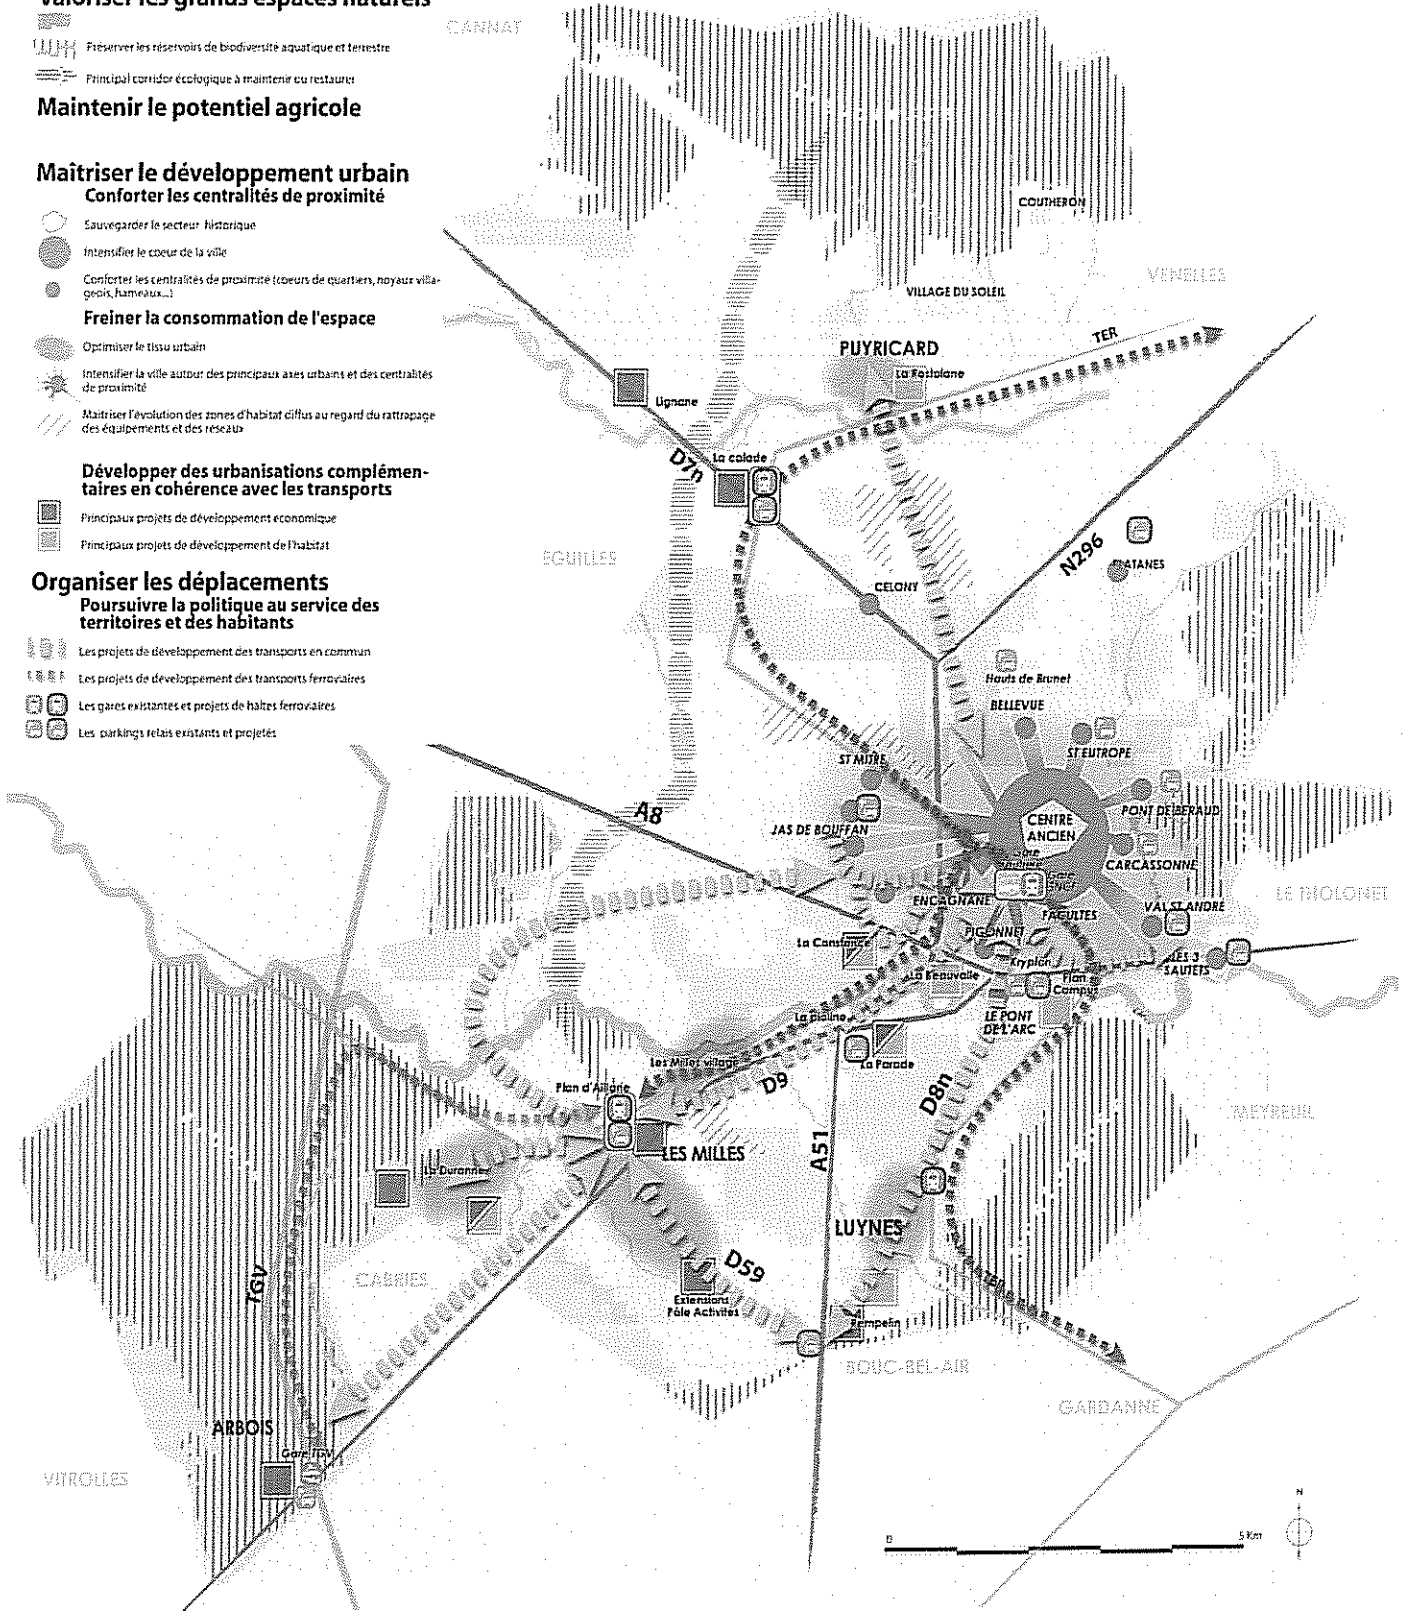 Valoriser les grands espaces naturels
Préserver les réservoirs de biodiversité aquatique et terrestre
Principal corridor écologique à maintenir ou restaurer
Maintenir le potentiel agricole
Maîtriser le développement urbain
Conforter les centralités de proximité
Sauvegarder le secteur historique
Intensifier le coeur de la ville
Conforter les centralités de proximité (coeurs de quartiers, noyaux villa-
geois, hameaux...)
Freiner la consommation de l'espace
Optimiser le tissu urbain
Intensifier la ville autour des principaux axes urbains et des centralités
de proximité
Maîtriser l'évolution des zones d'habitat diffus au regard du rattrapage
des équipements et des réseaux
Développer des urbanisations complémen-
taires en cohérence avec les transports
Principaux projets de développement économique
Principaux projets de développement de l'habitat
Organiser les déplacements
Poursuivre la politique au service des
territoires et des habitants
Les projets de développement des transports en commun
Les projets de développement des transports ferroviaires
Les gares existantes et projets de haltes ferroviaires
Les parkings relais existants et projetés
CANNAT
COUTHERON
VENELLES
VILLAGE DU SOLEIL
TER
PUYRICARD
La Rostolane
Lignane
La calade
D7n
EGUILLES
N296
PLATANES
CELONY
Hauts de Brunet
BELLEVUE
ST EUTROPE
ST MITRE
PONT DE BERAUD
A8
JAS DE BOUFFAN
CENTRE
ANCIEN
CARCASSONNE
LE THOLONET
ENCAGNANE
FACULTES
VAL ST ANDRE
PIGONNET
La Constance
Krypton
LES 3
SAUTETS
La Beauvalle
Plan
Campus
La Pioline
LE PONT
DE L'ARC
Les Milles village
La Parade
Plan d'Aillane
D9
D8n
MEYREUIL
LES MILLES
A51
La Duranne
LUYNES
TGV
CABRIES
D59
TER
Extensions
Pôle Activités
Rempelin
BOUC-BEL-AIR
GARDANNE
ARBOIS
Gare TGV
VITROLLES
N
0
5 Km